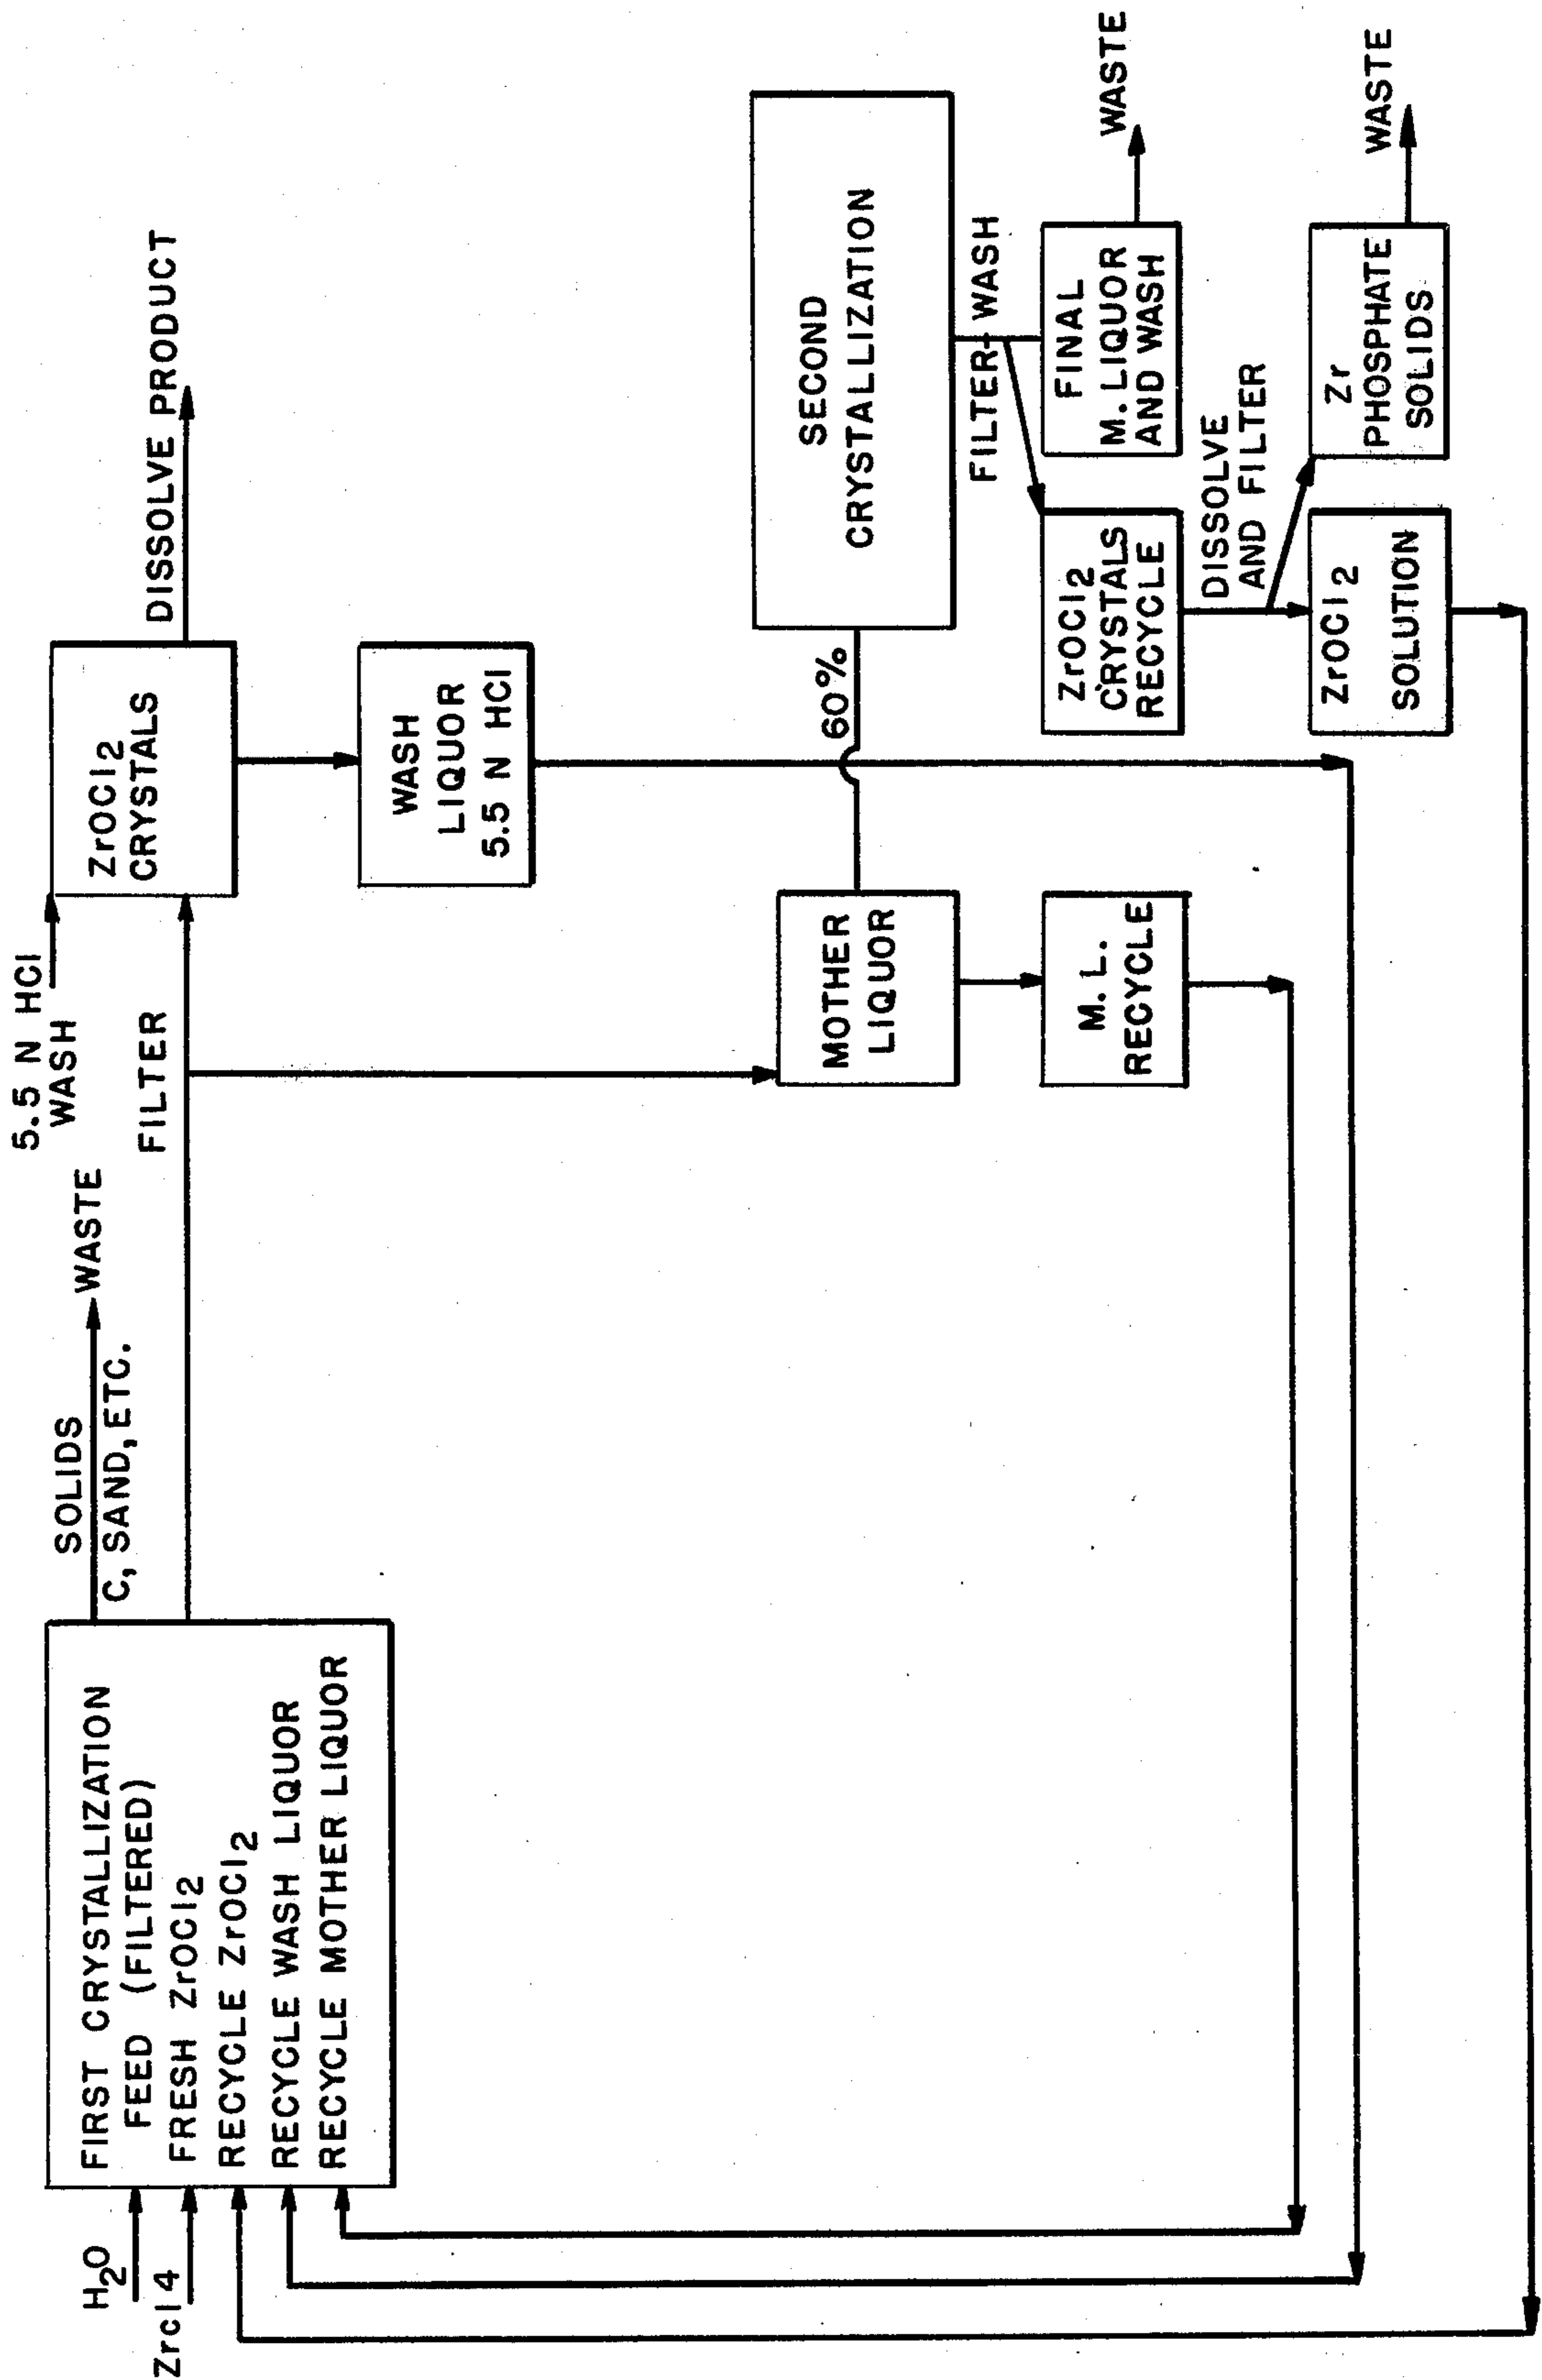 H2O
Zrcl4
FIRST CRYSTALLIZATION
FEED (FILTERED)
FRESH ZrOCl2
RECYCLE ZrOCl2
RECYCLE WASH LIQUOR
RECYCLE MOTHER LIQUOR
SOLIDS
C, SAND, ETC.
WASTE
FILTER
5.5 N HCl
WASH
ZrOCl2
CRYSTALS
DISSOLVE PRODUCT
WASH
LIQUOR
5.5 N HCl
MOTHER
LIQUOR
60%
SECOND
CRYSTALLIZATION
M. L.
RECYCLE
FILTER WASH
ZrOCl2
CRYSTALS
RECYCLE
FINAL
M. LIQUOR
AND WASH
WASTE
DISSOLVE
AND FILTER
ZrOCl2
SOLUTION
Zr
PHOSPHATE
SOLIDS
WASTE